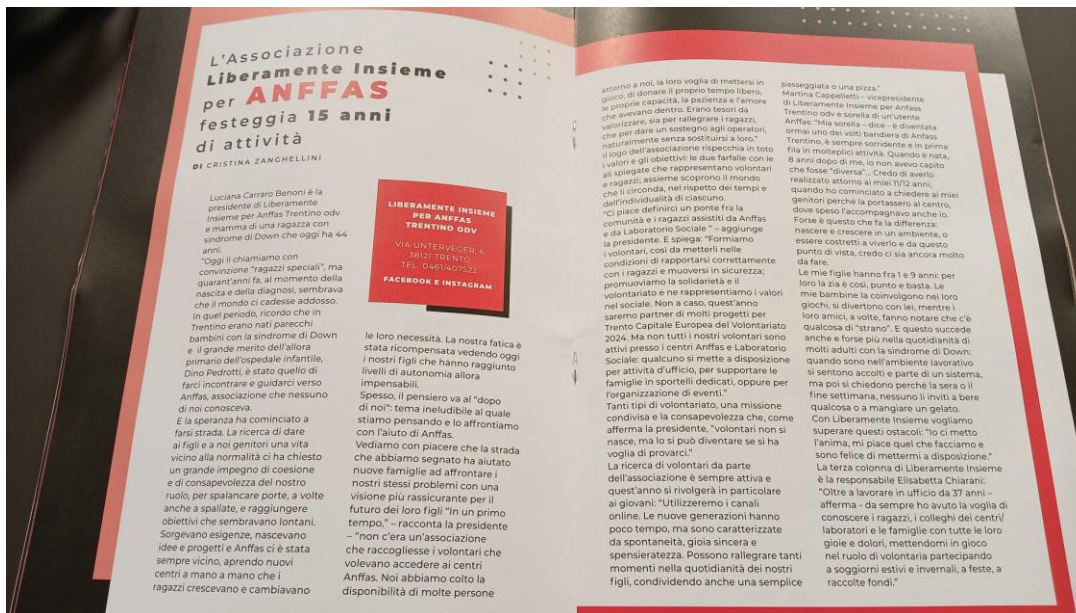 L'Associazione
Liberamente Insieme
per ANFFAS
festeggia 15 anni
di attività
DI CRISTINA ZANGHELLINI
Luciana Carraro Benoni è la
presidente di Liberamente
Insieme per Anffas Trentino odv
e mamma di una ragazza con
sindrome di Down che oggi ha 44
anni.
"Oggi li chiamiamo con
convinzione "ragazzi speciali", ma
quarant'anni fa, al momento della
nascita e della diagnosi, sembrava
che il mondo ci cadesse addosso.
In quel periodo, ricordo che in
Trentino erano nati parecchi
bambini con la sindrome di Down
e il grande merito dell'allora
primario dell'ospedale infantile,
Dino Pedrotti, è stato quello di
farci incontrare e guidarci verso
Anffas, associazione che nessuno
di noi conosceva.
E la speranza ha cominciato a
farsi strada. La ricerca di dare
ai figli e a noi genitori una vita
vicino alla normalità ci ha chiesto
un grande impegno di coesione
e di consapevolezza del nostro
ruolo, per spalancare porte, a volte
anche a spallate, e raggiungere
obiettivi che sembravano lontani.
Sorgevano esigenze, nascevano
idee e progetti e Anffas ci è stata
sempre vicino, aprendo nuovi
centri a mano a mano che i
ragazzi crescevano e cambiavano
LIBERAMENTE INSIEME
PER ANFFAS
TRENTINO ODV
VIA UNTERVEGER, 6
38121 TRENTO
TEL. 0461/407522
FACEBOOK E INSTAGRAM
le loro necessità. La nostra fatica è
stata ricompensata vedendo oggi
i nostri figli che hanno raggiunto
livelli di autonomia allora
impensabili.
Spesso, il pensiero va al "dopo
di noi": tema ineludibile al quale
stiamo pensando e lo affrontiamo
con l'aiuto di Anffas.
Vediamo con piacere che la strada
che abbiamo segnato ha aiutato
nuove famiglie ad affrontare i
nostri stessi problemi con una
visione più rassicurante per il
futuro dei loro figli "In un primo
tempo," – racconta la presidente
– "non c'era un'associazione
che raccogliesse i volontari che
volevano accedere ai centri
Anffas. Noi abbiamo colto la
disponibilità di molte persone
attorno a noi, la loro voglia di mettersi in
gioco, di donare il proprio tempo libero,
le proprie capacità, la pazienza e l'amore
che avevano dentro. Erano tesori da
valorizzare, sia per rallegrare i ragazzi,
che per dare un sostegno agli operatori,
naturalmente senza sostituirsi a loro."
Il logo dell'associazione rispecchia in toto
i valori e gli obiettivi: le due farfalle con le
ali spiegate che rappresentano volontari
e ragazzi; assieme scoprono il mondo
che li circonda, nel rispetto dei tempi e
dell'individualità di ciascuno.
"Ci piace definirci un ponte fra la
comunità e i ragazzi assistiti da Anffas
e da Laboratorio Sociale " – aggiunge
la presidente. E spiega: "Formiamo
i volontari, così da metterli nelle
condizioni di rapportarsi correttamente
con i ragazzi e muoversi in sicurezza;
promuoviamo la solidarietà e il
volontariato e ne rappresentiamo i valori
nel sociale. Non a caso, quest'anno
saremo partner di molti progetti per
Trento Capitale Europea del Volontariato
2024. Ma non tutti i nostri volontari sono
attivi presso i centri Anffas e Laboratorio
Sociale: qualcuno si mette a disposizione
per attività d'ufficio, per supportare le
famiglie in sportelli dedicati, oppure per
l'organizzazione di eventi."
Tanti tipi di volontariato, una missione
condivisa e la consapevolezza che, come
afferma la presidente, "volontari non si
nasce, ma lo si può diventare se si ha
voglia di provarci."
La ricerca di volontari da parte
dell'associazione è sempre attiva e
quest'anno si rivolgerà in particolare
ai giovani: "Utilizzeremo i canali
online. Le nuove generazioni hanno
poco tempo, ma sono caratterizzate
da spontaneità, gioia sincera e
spensieratezza. Possono rallegrare tanti
momenti nella quotidianità dei nostri
figli, condividendo anche una semplice
passeggiata o una pizza."
Martina Cappelletti – vicepresidente
di Liberamente Insieme per Anfass
Trentino odv e sorella di un'utente
Anffas: "Mia sorella – dice - è diventata
ormai uno dei volti bandiera di Anfass
Trentino, è sempre sorridente e in prima
fila in molteplici attività. Quando è nata,
8 anni dopo di me, io non avevo capito
che fosse "diversa"... Credo di averlo
realizzato attorno ai miei 11/12 anni,
quando ho cominciato a chiedere ai miei
genitori perché la portassero al centro,
dove speso l'accompagnavo anche io.
Forse è questo che fa la differenza:
nascere e crescere in un ambiente, o
essere costretti a viverlo e da questo
punto di vista, credo ci sia ancora molto
da fare.
Le mie figlie hanno fra 1 e 9 anni: per
loro la zia è così, punto e basta. Le
mie bambine la coinvolgono nei loro
giochi, si divertono con lei, mentre i
loro amici, a volte, fanno notare che c'è
qualcosa di "strano". E questo succede
anche e forse più nella quotidianità di
molti adulti con la sindrome di Down:
quando sono nell'ambiente lavorativo
si sentono accolti e parte di un sistema,
ma poi si chiedono perché la sera o il
fine settimana, nessuno li inviti a bere
qualcosa o a mangiare un gelato.
Con Liberamente Insieme vogliamo
superare questi ostacoli: "Io ci metto
l'anima, mi piace quel che facciamo e
sono felice di mettermi a disposizione."
La terza colonna di Liberamente Insieme
è la responsabile Elisabetta Chiarani:
"Oltre a lavorare in ufficio da 37 anni –
afferma - da sempre ho avuto la voglia di
conoscere i ragazzi, i colleghi dei centri/
laboratori e le famiglie con tutte le loro
gioie e dolori, mettendomi in gioco
nel ruolo di volontaria partecipando
a soggiorni estivi e invernali, a feste, a
raccolte fondi."